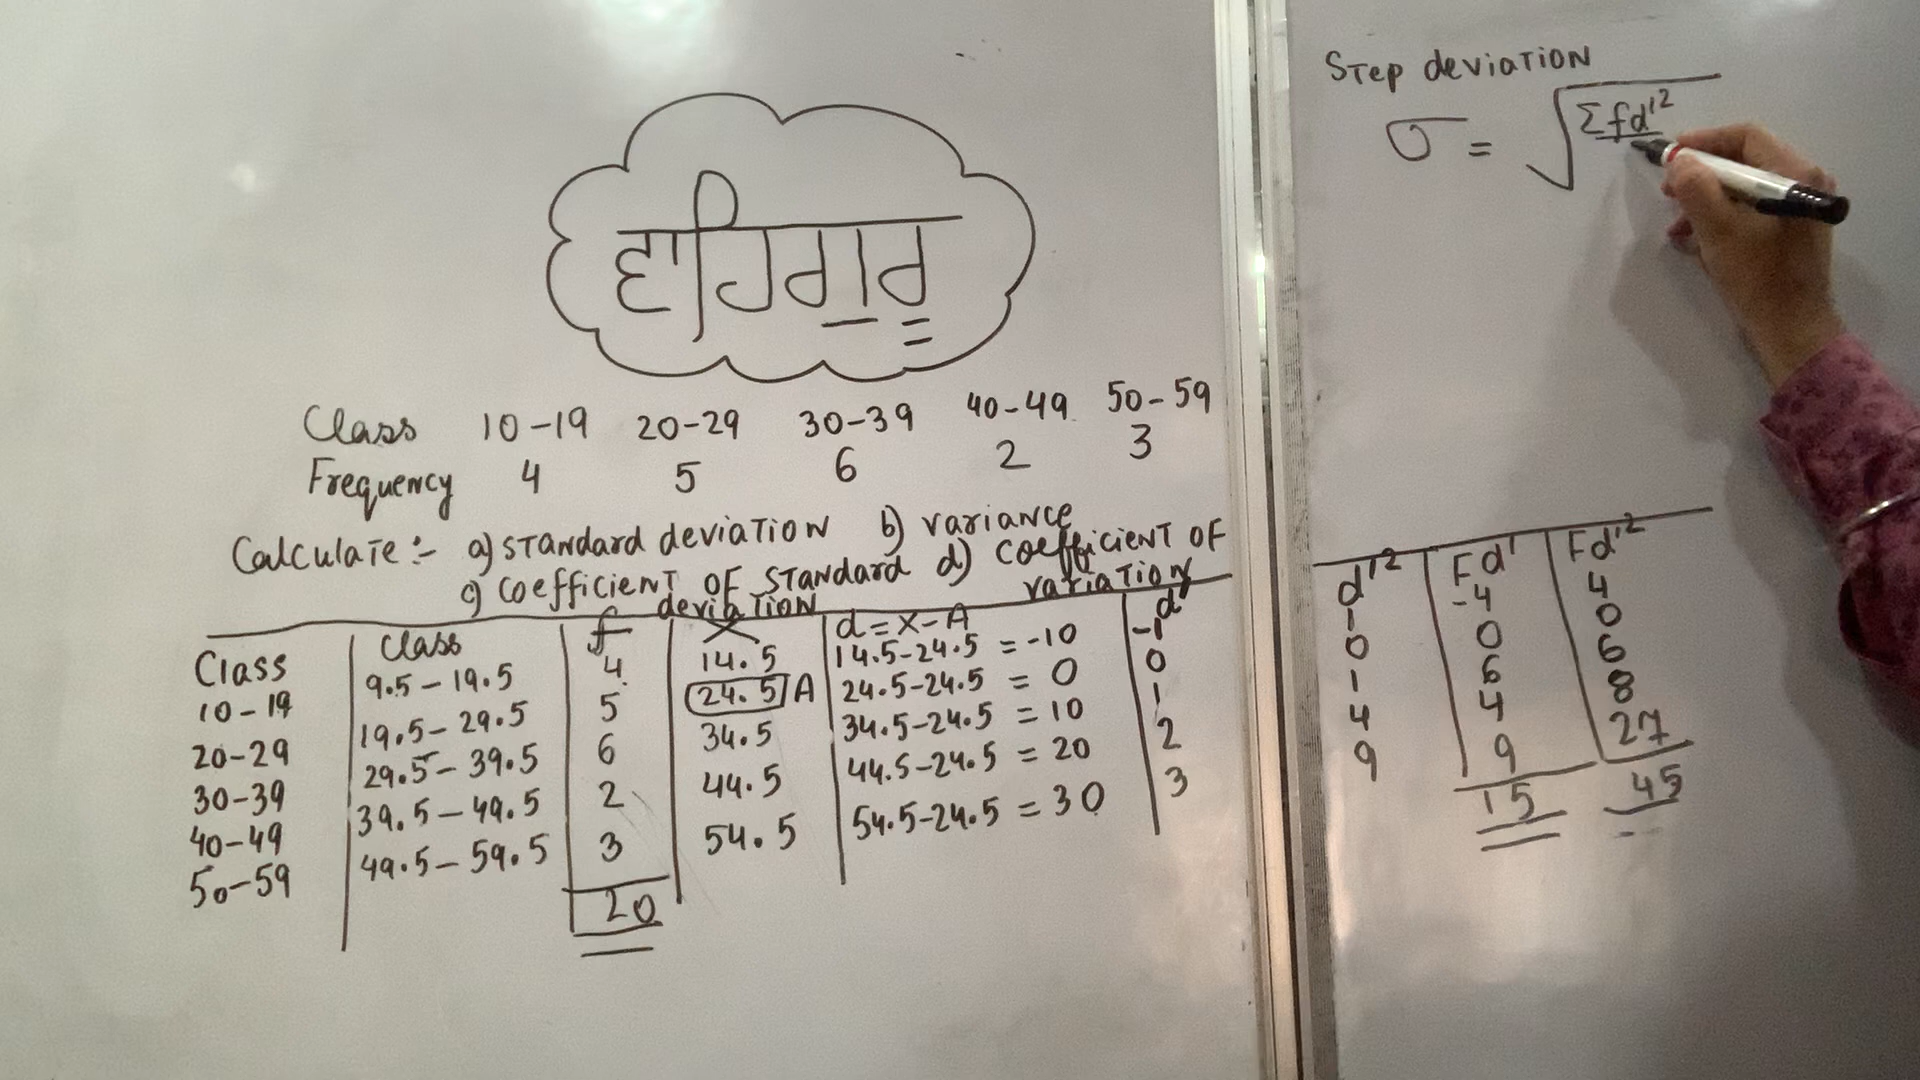 ਵਾਹਿਗੁਰੂ
Class 10-19 20-29 30-39 40-49 50-59
Frequency 4 5 6 2 3
Calculate:- a) standard deviation b) variance
c) coefficient of standard deviation d) coefficient of variation
Class Class f X d=X-A d'
10-19 9.5-19.5 4 14.5 14.5-24.5 = -10 -1
20-29 19.5-29.5 5 24.5 A 24.5-24.5 = 0 0
30-39 29.5-39.5 6 34.5 34.5-24.5 = 10 1
40-49 39.5-49.5 2 44.5 44.5-24.5 = 20 2
50-59 49.5-59.5 3 54.5 54.5-24.5 = 30 3
20
Step deviation
σ = √Σfd'²
d'² Fd' Fd'²
1 -4 4
0 0 0
1 6 6
4 4 8
9 9 27
15 45